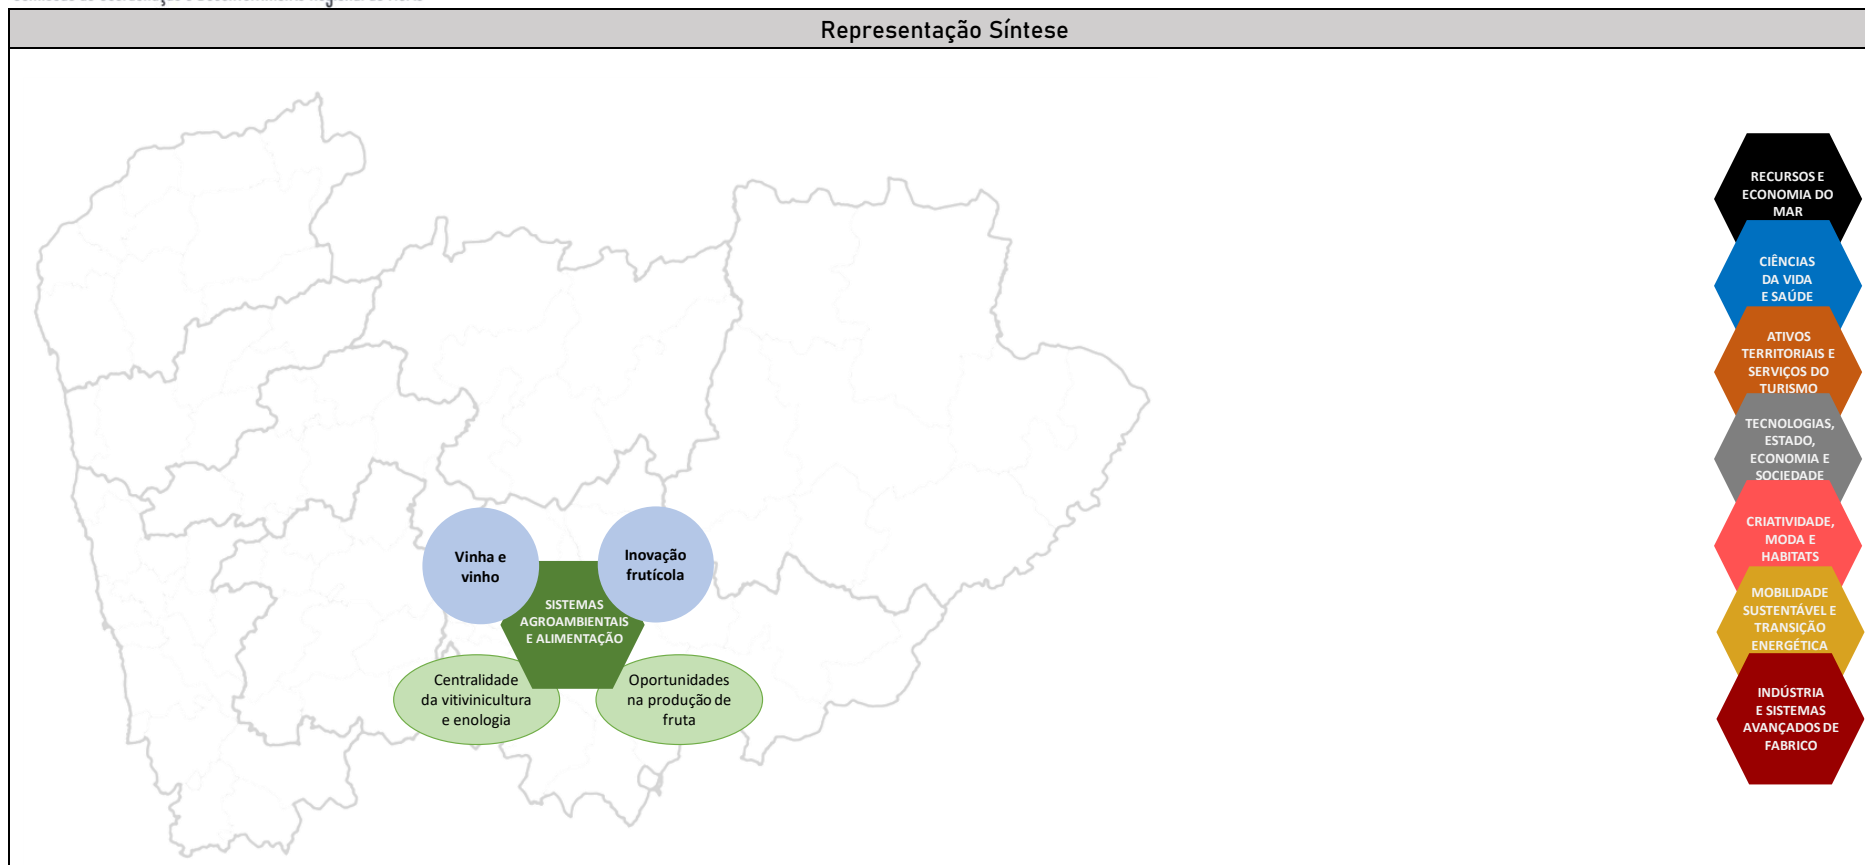 Representação Síntese
RECURSOS E
ECONOMIA DO
MAR
CIÊNCIAS
DA VIDA
E SAÚDE
ATIVOS
TERRITORIAIS E
SERVIÇOS DO
TURISMO
TECNOLOGIAS,
ESTADO,
ECONOMIA E
SOCIEDADE
CRIATIVIDADE,
MODA E
HABITATS
MOBILIDADE
SUSTENTÁVEL E
TRANSIÇÃO
ENERGÉTICA
INDÚSTRIA
E SISTEMAS
AVANÇADOS DE
FABRICO
Vinha e
vinho
Inovação
frutícola
SISTEMAS
AGROAMBIENTAIS
E ALIMENTAÇÃO
Centralidade
da vitivinicultura
e enologia
Oportunidades
na produção de
fruta